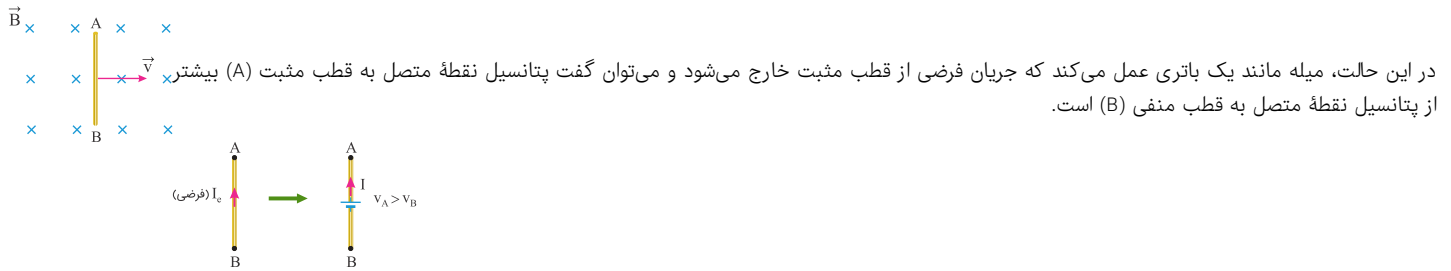 B
A
v
B
در این حالت، میله مانند یک باتری عمل می‌کند که جریان فرضی از قطب مثبت خارج می‌شود و می‌توان گفت پتانسیل نقطهٔ متصل به قطب مثبت (A) بیشتر
از پتانسیل نقطهٔ متصل به قطب منفی (B) است.
A A
(فرضی) Ie I
vA > vB
B B